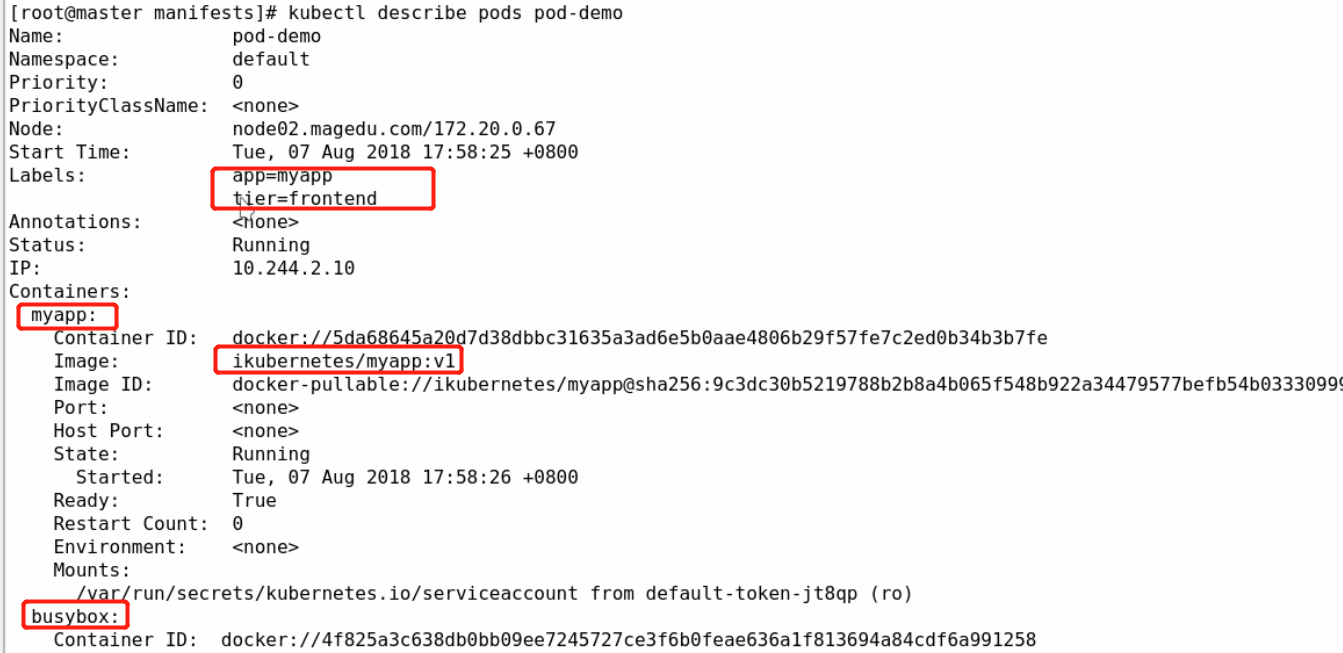 [root@master manifests]# kubectl describe pods pod-demo
Name:               pod-demo
Namespace:          default
Priority:           0
PriorityClassName:  <none>
Node:               node02.magedu.com/172.20.0.67
Start Time:         Tue, 07 Aug 2018 17:58:25 +0800
Labels:             app=myapp
                    tier=frontend
Annotations:        <none>
Status:             Running
IP:                 10.244.2.10
Containers:
  myapp:
    Container ID:   docker://5da68645a20d7d38dbbc31635a3ad6e5b0aae4806b29f57fe7c2ed0b34b3b7fe
    Image:          ikubernetes/myapp:v1
    Image ID:       docker-pullable://ikubernetes/myapp@sha256:9c3dc30b5219788b2b8a4b065f548b922a34479577befb54b0333099
    Port:           <none>
    Host Port:      <none>
    State:          Running
      Started:      Tue, 07 Aug 2018 17:58:26 +0800
    Ready:          True
    Restart Count:  0
    Environment:    <none>
    Mounts:
      /var/run/secrets/kubernetes.io/serviceaccount from default-token-jt8qp (ro)
  busybox:
    Container ID:  docker://4f825a3c638db0bb09ee7245727ce3f6b0feae636a1f813694a84cdf6a991258